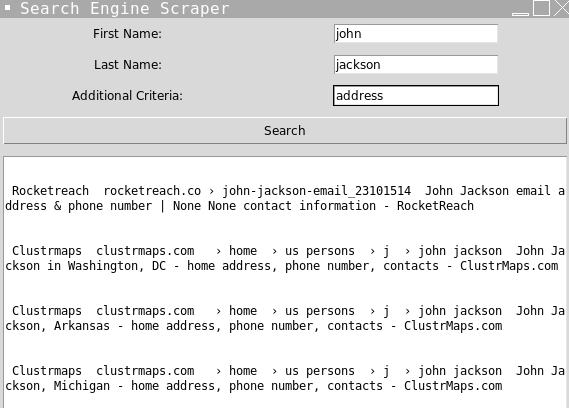 Search Engine Scraper
First Name: john
Last Name: jackson
Additional Criteria: address
Search
Rocketreach rocketreach.co › john-jackson-email_23101514 John Jackson email a
ddress & phone number | None None contact information - RocketReach
Clustrmaps clustrmaps.com › home › us persons › j › john jackson John Ja
ckson in Washington, DC - home address, phone number, contacts - ClustrMaps.com
Clustrmaps clustrmaps.com › home › us persons › j › john jackson John Ja
ckson, Arkansas - home address, phone number, contacts - ClustrMaps.com
Clustrmaps clustrmaps.com › home › us persons › j › john jackson John Ja
ckson, Michigan - home address, phone number, contacts - ClustrMaps.com